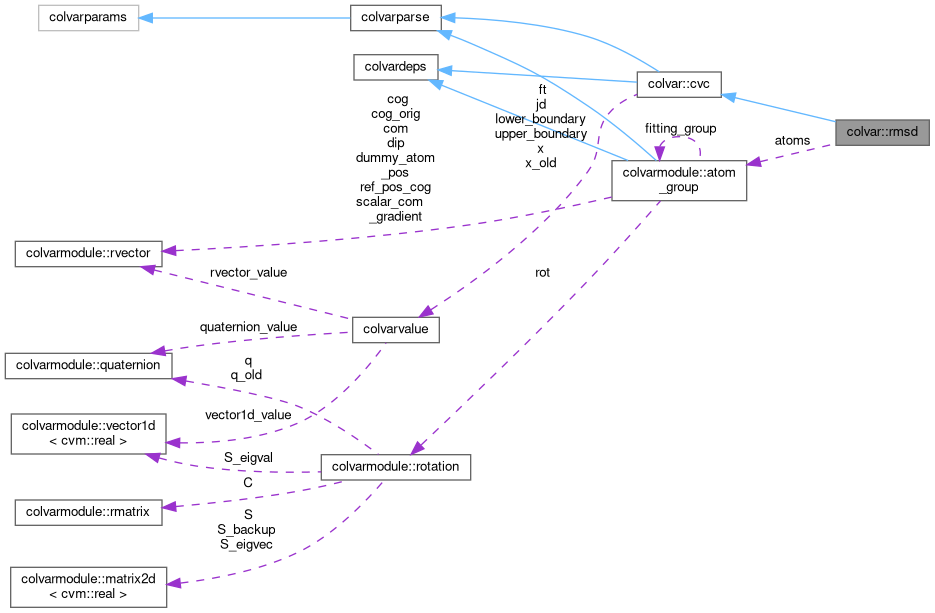 colvarparams
colvarparse
colvardeps
colvar::cvc
colvar::rmsd
cog
cog_orig
com
dip
dummy_atom
_pos
ref_pos_cog
scalar_com
_gradient
ft
jd
lower_boundary
upper_boundary
x
x_old
fitting_group
atoms
colvarmodule::atom
_group
colvarmodule::rvector
rvector_value
rot
colvarvalue
quaternion_value
colvarmodule::quaternion
q
q_old
vector1d_value
colvarmodule::vector1d
< cvm::real >
S_eigval
colvarmodule::rotation
C
colvarmodule::rmatrix
S
S_backup
S_eigvec
colvarmodule::matrix2d
< cvm::real >